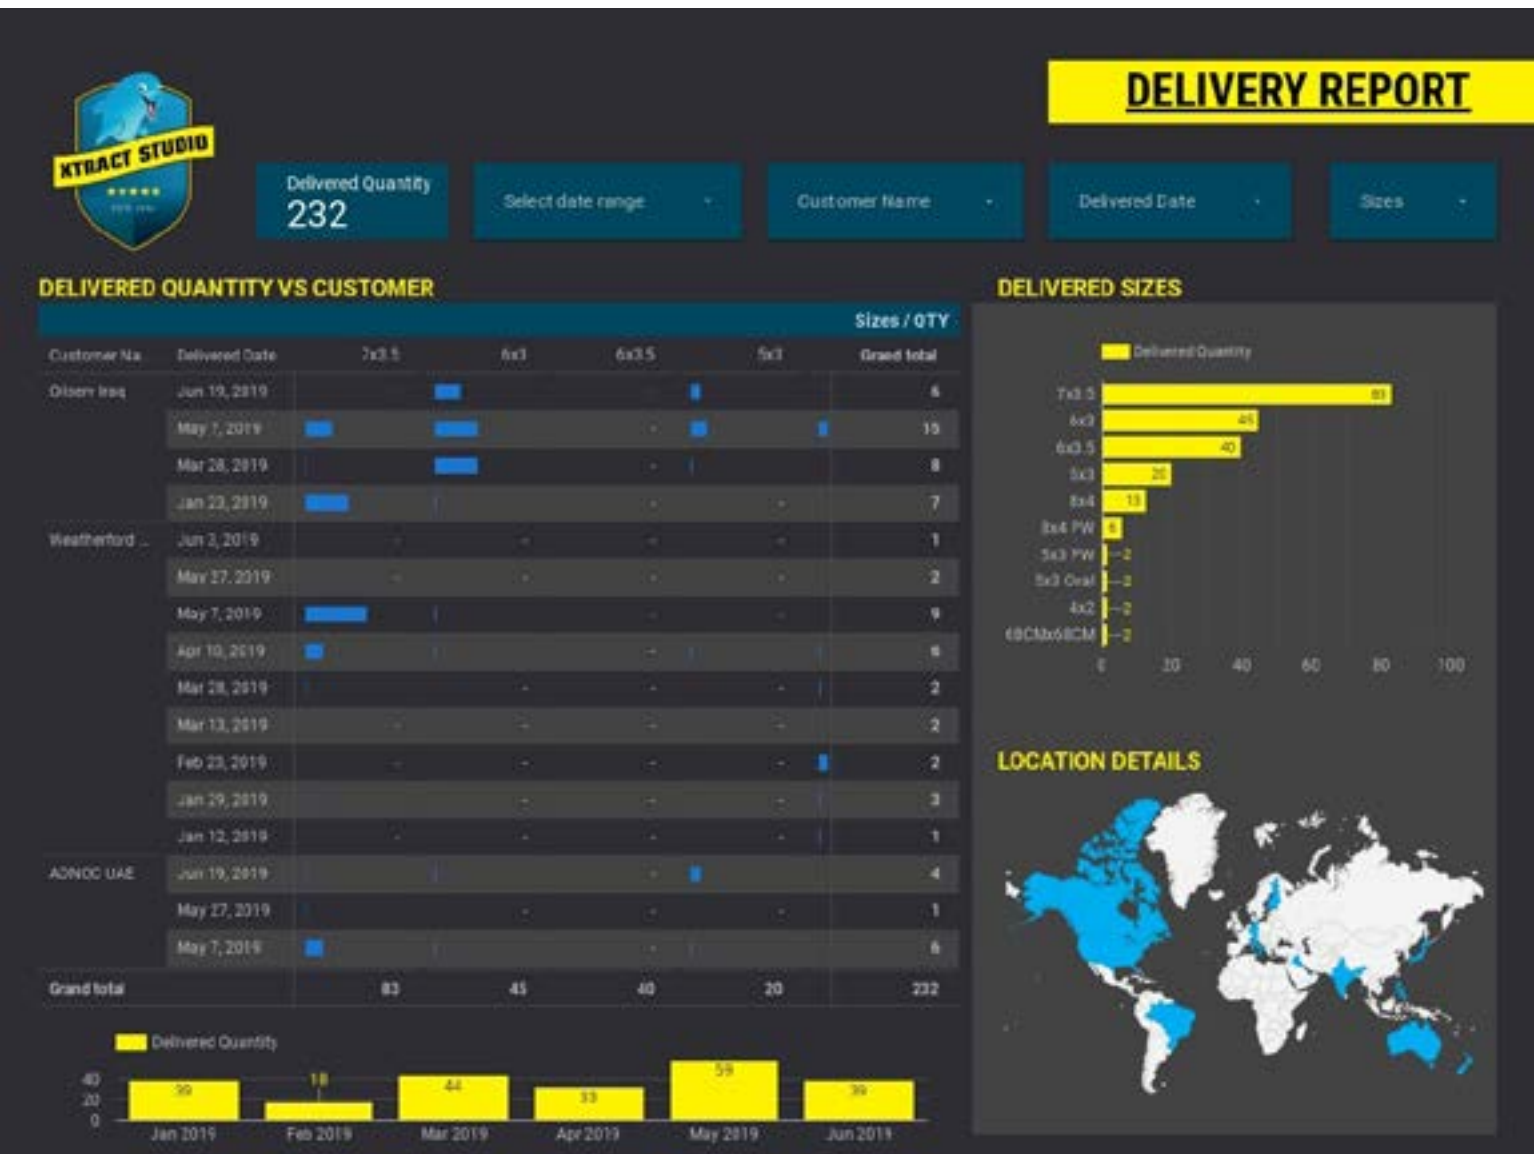 DELIVERY REPORT
XTRACT STUDIO
Delivered Quantity
232
Select date range
Customer Name
Delivered Date
Sizes
DELIVERED QUANTITY VS CUSTOMER
Sizes / QTY
Customer Na
Delivered Date 7x3.5 6x3 6x3.5 5x3 Grand total
Iraq Jun 19, 2019 6
May 7, 2019 - 15
Mar 28, 2019 - 8
Jan 23, 2019 - - 7
Weatherford ... Jun 3, 2019 - - - - 1
May 27, 2019 - - - - 2
May 7, 2019 - - 9
Apr 10, 2019 - 6
Mar 28, 2019 - - - 2
Mar 13, 2019 - - - - 2
Feb 23, 2019 - - - - 2
Jan 29, 2019 - - - 3
Jan 12, 2019 - - - - 1
ADNOC UAE Jun 19, 2019 - 4
May 27, 2019 - - - 1
May 7, 2019 - 6
Grand total 83 45 40 20 232
Delivered Quantity
40
20
0
39 18 44 33 59 39
Jan 2019 Feb 2019 Mar 2019 Apr 2019 May 2019 Jun 2019
DELIVERED SIZES
Delivered Quantity
7x3.5 83
6x3 45
6x3.5 40
5x3 20
8x4 13
8x4 PW 6
5x3 PW 2
5x3 Oval 2
4x2 2
68CMx68CM 2
0 20 40 60 80 100
LOCATION DETAILS